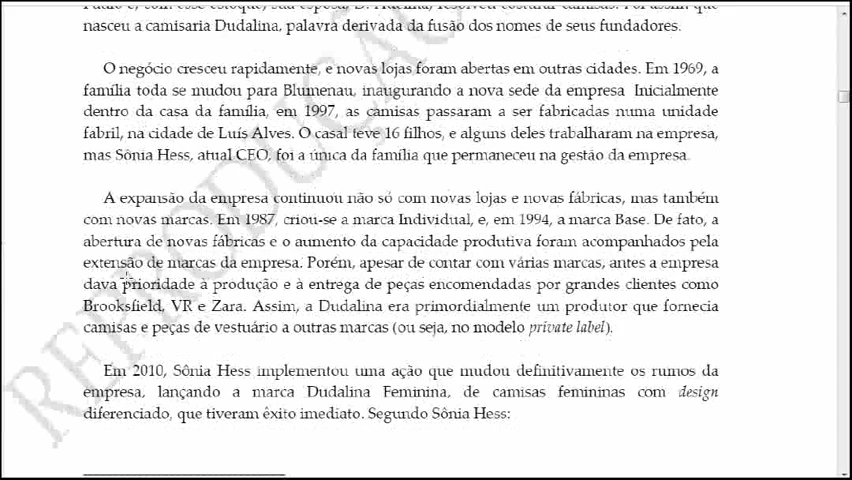 nasceu a camisaria Dudalina, palavra derivada da fusão dos nomes de seus fundadores.
O negócio cresceu rapidamente, e novas lojas foram abertas em outras cidades. Em 1969, a
família toda se mudou para Blumenau, inaugurando a nova sede da empresa Inicialmente
dentro da casa da família, em 1997, as camisas passaram a ser fabricadas numa unidade
fabril, na cidade de Luís Alves. O casal teve 16 filhos, e alguns deles trabalharam na empresa,
mas Sônia Hess, atual CEO, foi a única da família que permaneceu na gestão da empresa.
A expansão da empresa continuou não só com novas lojas e novas fábricas, mas também
com novas marcas. Em 1987, criou-se a marca Individual, e, em 1994, a marca Base. De fato, a
abertura de novas fábricas e o aumento da capacidade produtiva foram acompanhados pela
extensão de marcas da empresa. Porém, apesar de contar com várias marcas, antes a empresa
dava prioridade à produção e à entrega de peças encomendadas por grandes clientes como
Brooksfield, VR e Zara. Assim, a Dudalina era primordialmente um produtor que fornecia
camisas e peças de vestuário a outras marcas (ou seja, no modelo private label).
Em 2010, Sônia Hess implementou uma ação que mudou definitivamente os rumos da
empresa, lançando a marca Dudalina Feminina, de camisas femininas com design
diferenciado, que tiveram êxito imediato. Segundo Sônia Hess:
REPRODUÇÃO